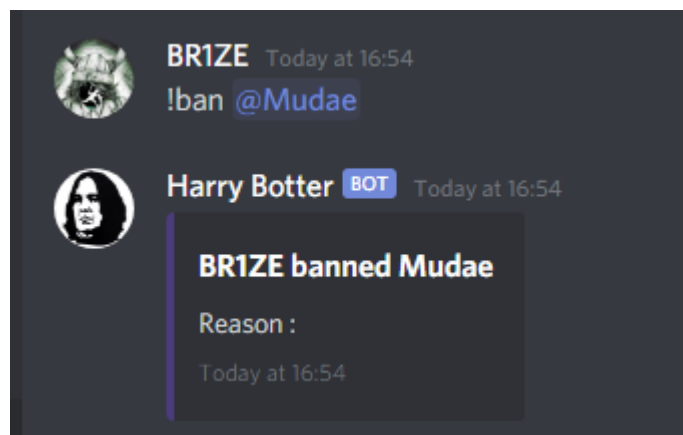 BR1ZE Today at 16:54
!ban @Mudae
Harry Botter BOT Today at 16:54
BR1ZE banned Mudae
Reason :
Today at 16:54